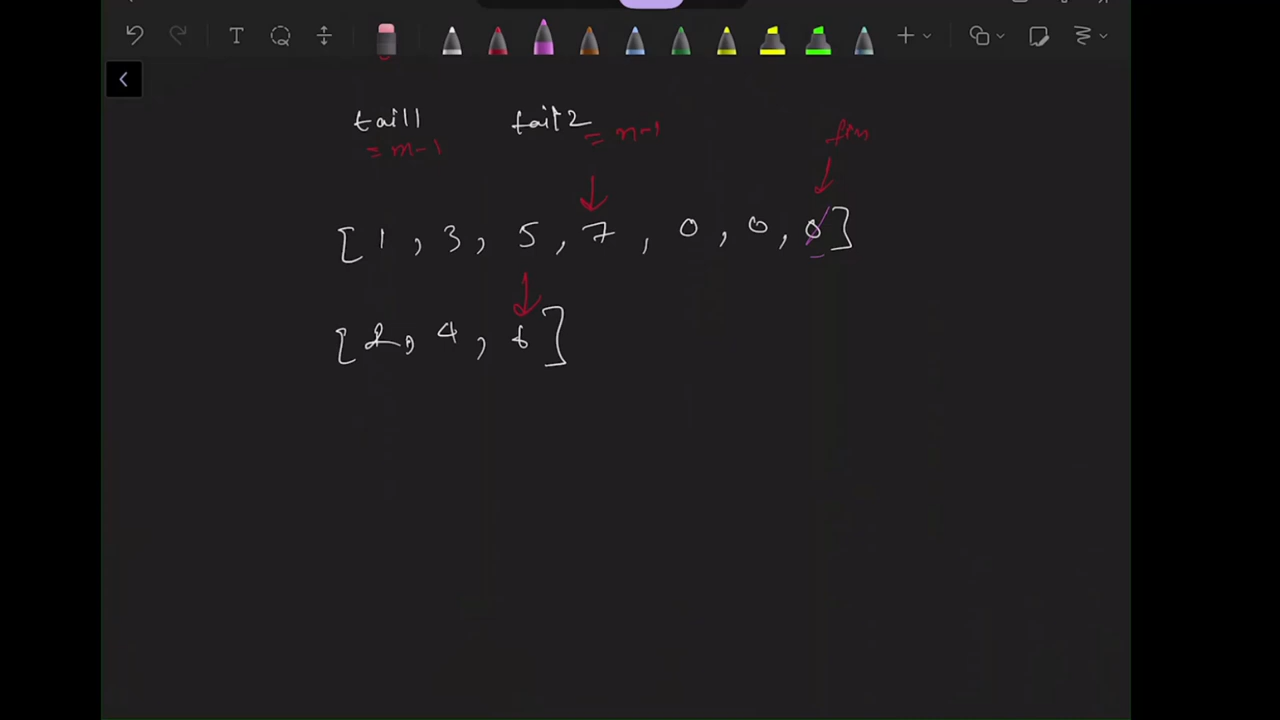 tail1 tail2
= m-1 = n-1 fin
[1, 3, 5, 7, 0, 0, 0]
[2, 4, 6]